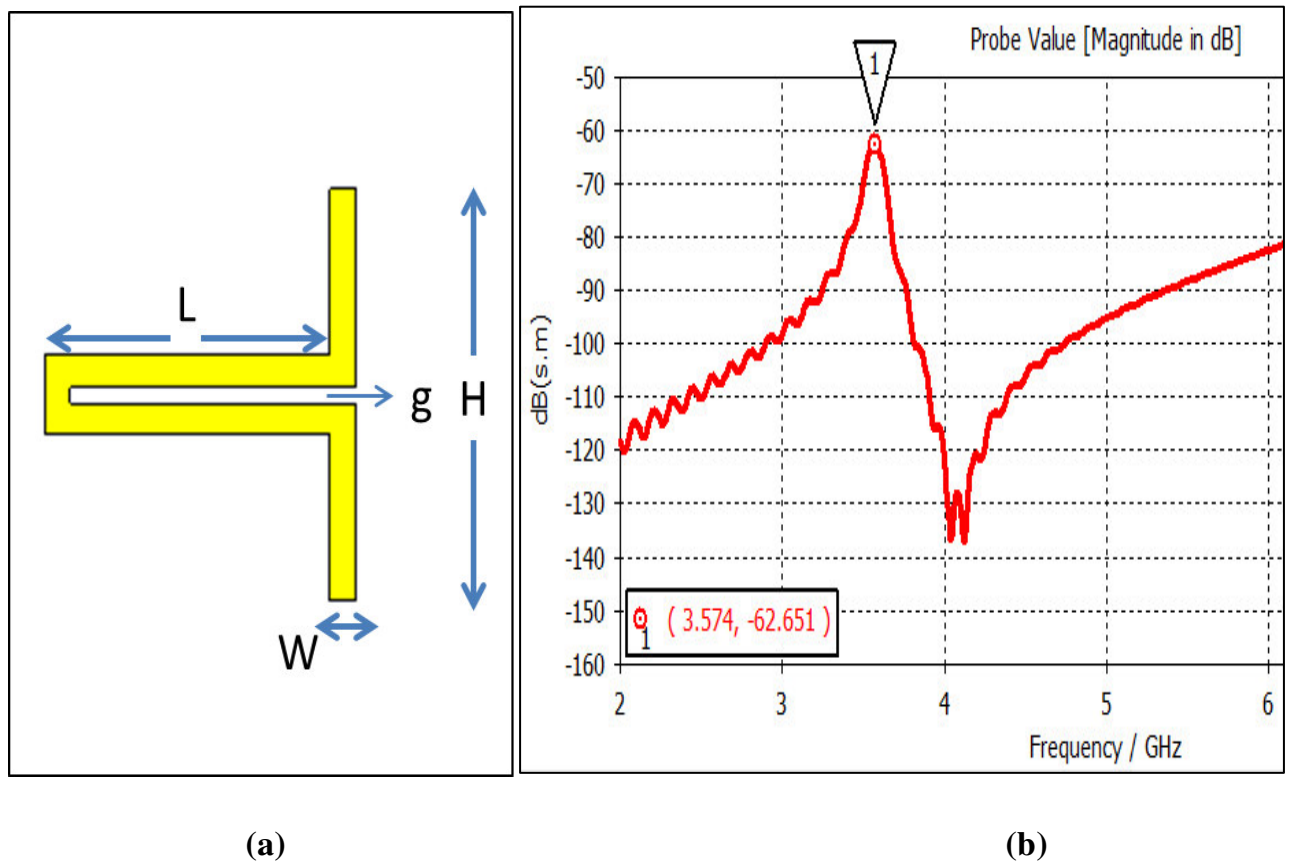 L
g
H
W
Probe Value [Magnitude in dB]
1
-50
-60
-70
-80
-90
-100
-110
-120
-130
-140
-150
-160
dB(s.m)
( 3.574, -62.651 )
1
2 3 4 5 6
Frequency / GHz
(a) (b)